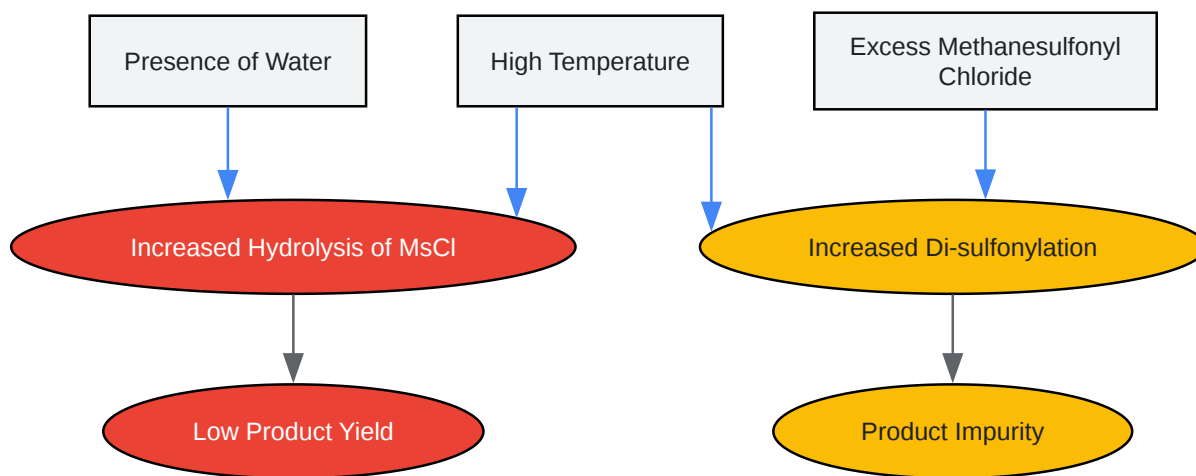 Presence of Water
High Temperature
Excess Methanesulfonyl
Chloride
Increased Hydrolysis of MsCl
Increased Di-sulfonylation
Low Product Yield
Product Impurity